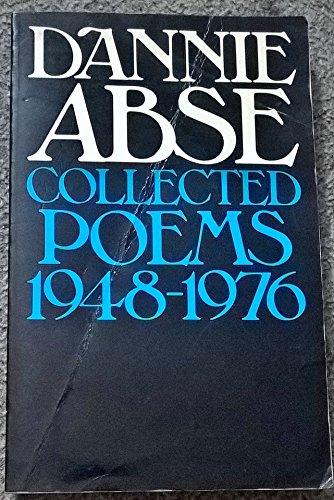 DANNIE
ABSE
COLLECTED
POEMS
1948-1976